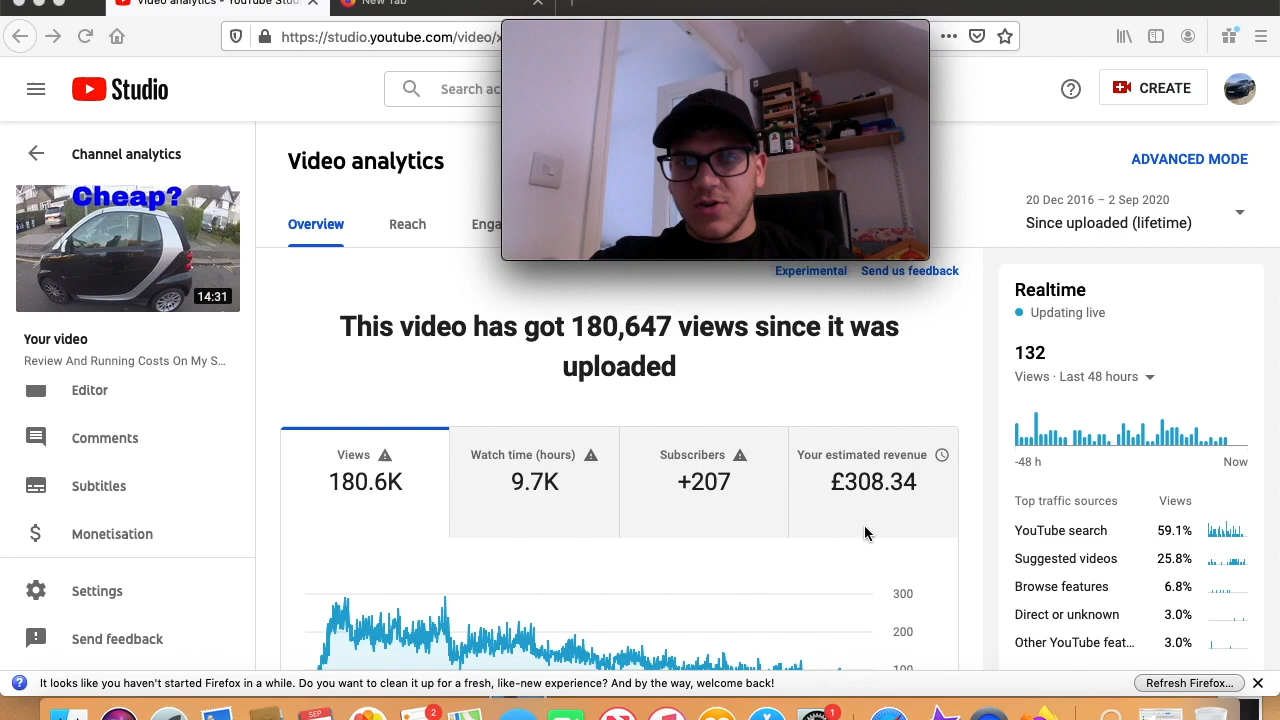 Video analytics - YouTube Stud
New Tab
https://studio.youtube.com/video/x
Studio
Search ac
CREATE
Channel analytics
Cheap?
14:31
Your video
Review And Running Costs On My S...
Editor
Comments
Subtitles
Monetisation
Settings
Send feedback
Video analytics
ADVANCED MODE
Overview
Reach
Enga
20 Dec 2016 – 2 Sep 2020
Since uploaded (lifetime)
Experimental
Send us feedback
This video has got 180,647 views since it was
uploaded
Views
180.6K
Watch time (hours)
9.7K
Subscribers
+207
Your estimated revenue
£308.34
300
200
100
Realtime
Updating live
132
Views · Last 48 hours
-48 h
Now
Top traffic sources
Views
YouTube search
59.1%
Suggested videos
25.8%
Browse features
6.8%
Direct or unknown
3.0%
Other YouTube feat...
3.0%
It looks like you haven't started Firefox in a while. Do you want to clean it up for a fresh, like-new experience? And by the way, welcome back!
Refresh Firefox...
SEP
2
1